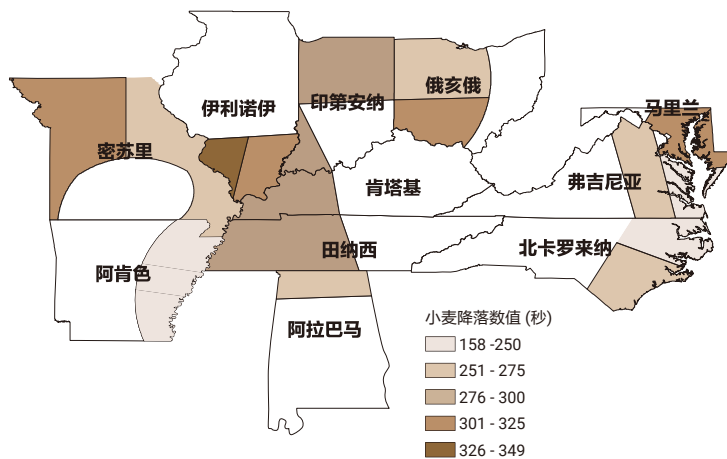 伊利诺伊
印第安纳
俄亥俄
马里兰
密苏里
肯塔基
弗吉尼亚
田纳西
北卡罗来纳
阿肯色
阿拉巴马
小麦降落数值 (秒)
158 -250
251 - 275
276 - 300
301 - 325
326 - 349